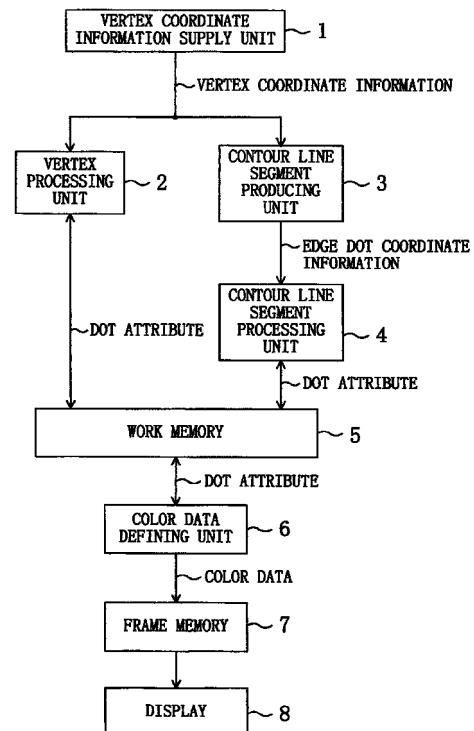 VERTEX COORDINATE
INFORMATION SUPPLY UNIT
1
VERTEX COORDINATE INFORMATION
VERTEX
PROCESSING
UNIT
2
CONTOUR LINE
SEGMENT
PRODUCING
UNIT
3
EDGE DOT COORDINATE
INFORMATION
CONTOUR LINE
SEGMENT
PROCESSING
UNIT
4
DOT ATTRIBUTE
DOT ATTRIBUTE
WORK MEMORY
5
DOT ATTRIBUTE
COLOR DATA
DEFINING UNIT
6
COLOR DATA
FRAME MEMORY
7
DISPLAY
8